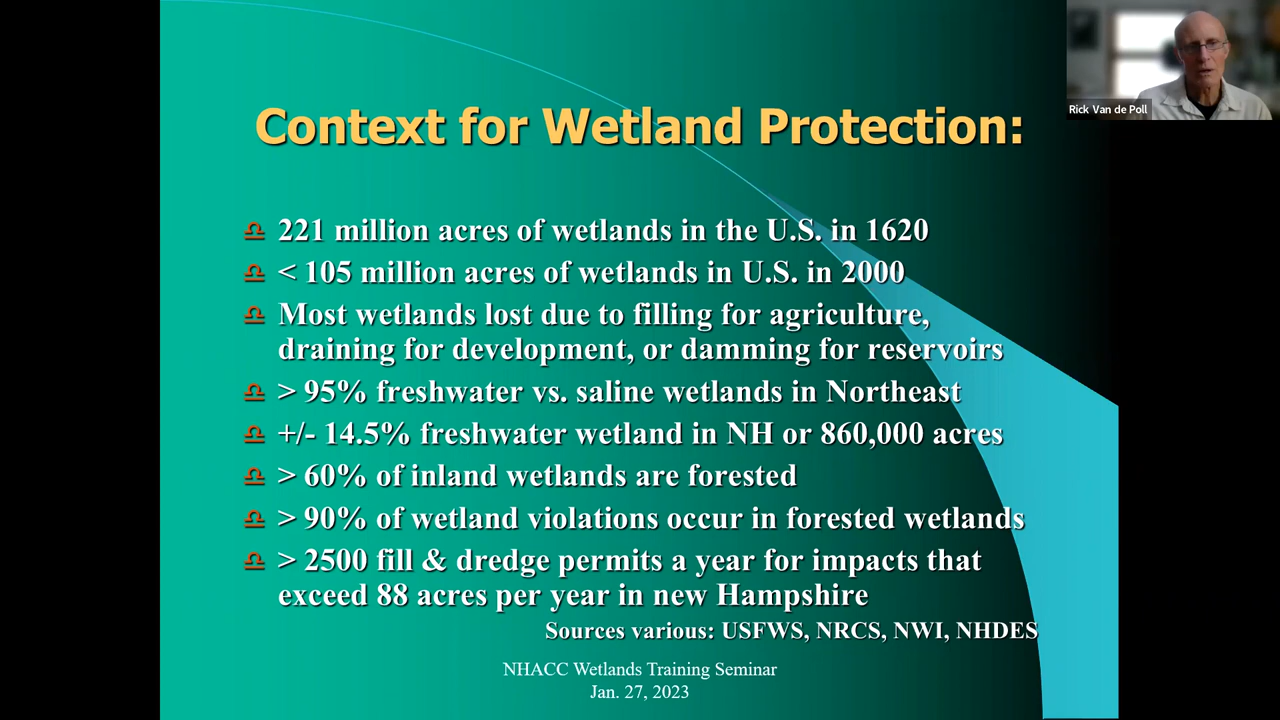 Context for Wetland Protection:
Rick Van de Poll
221 million acres of wetlands in the U.S. in 1620
< 105 million acres of wetlands in U.S. in 2000
Most wetlands lost due to filling for agriculture,
draining for development, or damming for reservoirs
> 95% freshwater vs. saline wetlands in Northeast
+/- 14.5% freshwater wetland in NH or 860,000 acres
> 60% of inland wetlands are forested
> 90% of wetland violations occur in forested wetlands
> 2500 fill & dredge permits a year for impacts that
exceed 88 acres per year in new Hampshire
Sources various: USFWS, NRCS, NWI, NHDES
NHACC Wetlands Training Seminar
Jan. 27, 2023